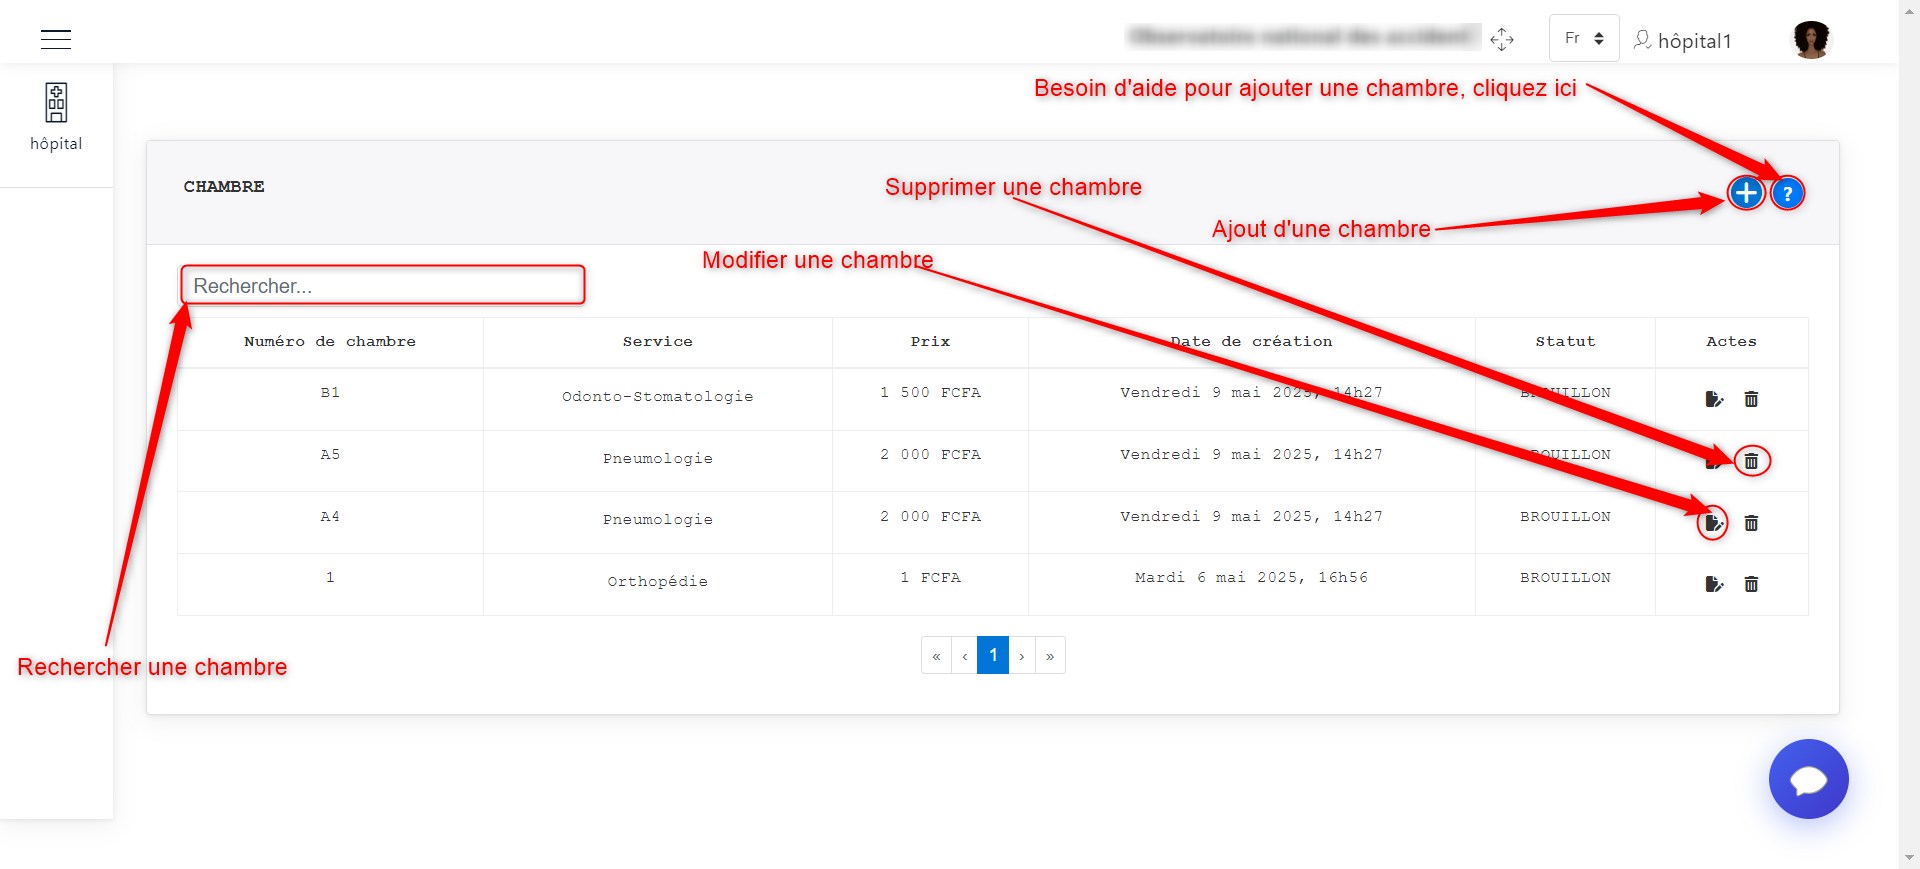 Fr
hôpital1
hôpital
Besoin d'aide pour ajouter une chambre, cliquez ici
CHAMBRE
Supprimer une chambre
?
Ajout d'une chambre
Modifier une chambre
Rechercher...
Numéro de chambre Service Prix Date de création Statut Actes
B1 Odonto-Stomatologie 1 500 FCFA Vendredi 9 mai 2025, 14h27 BROUILLON
A5 Pneumologie 2 000 FCFA Vendredi 9 mai 2025, 14h27 BROUILLON
A4 Pneumologie 2 000 FCFA Vendredi 9 mai 2025, 14h27 BROUILLON
1 Orthopédie 1 FCFA Mardi 6 mai 2025, 16h56 BROUILLON
« ‹ 1 › »
Rechercher une chambre